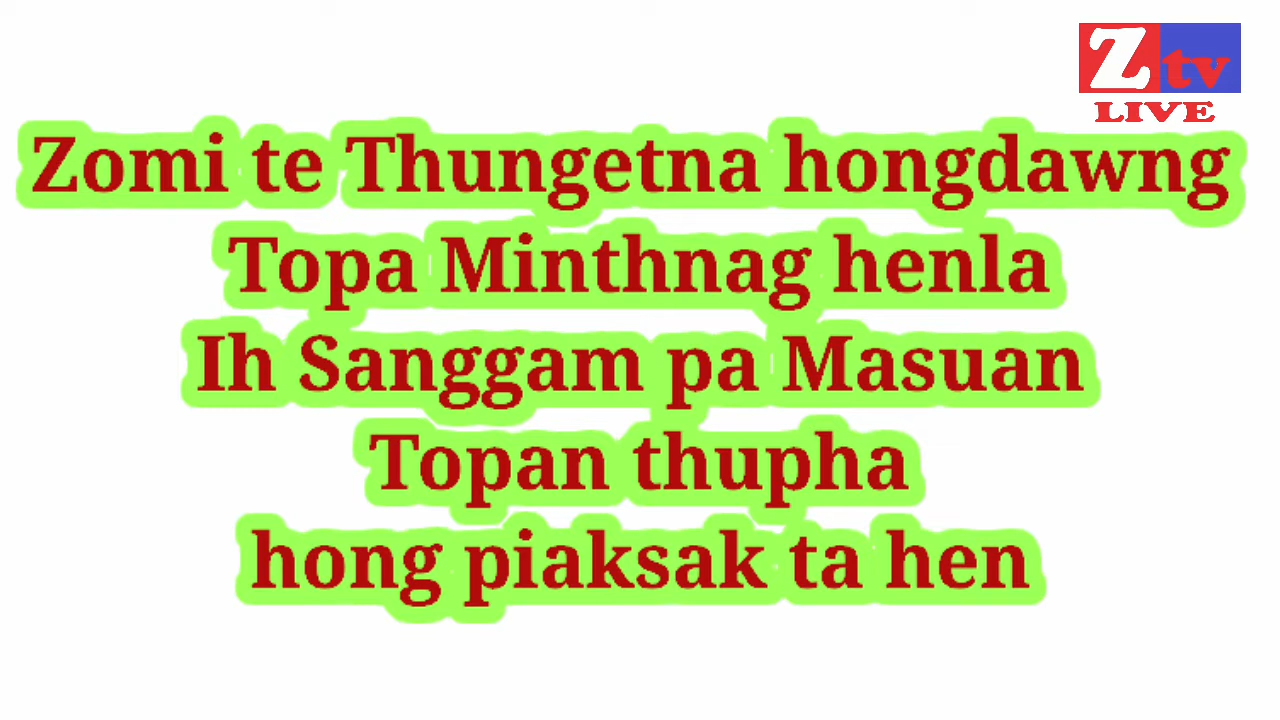 Ztv
LIVE
Zomi te Thungetna hongdawng
Topa Minthnag henla
Ih Sanggam pa Masuan
Topan thupha
hong piaksak ta hen